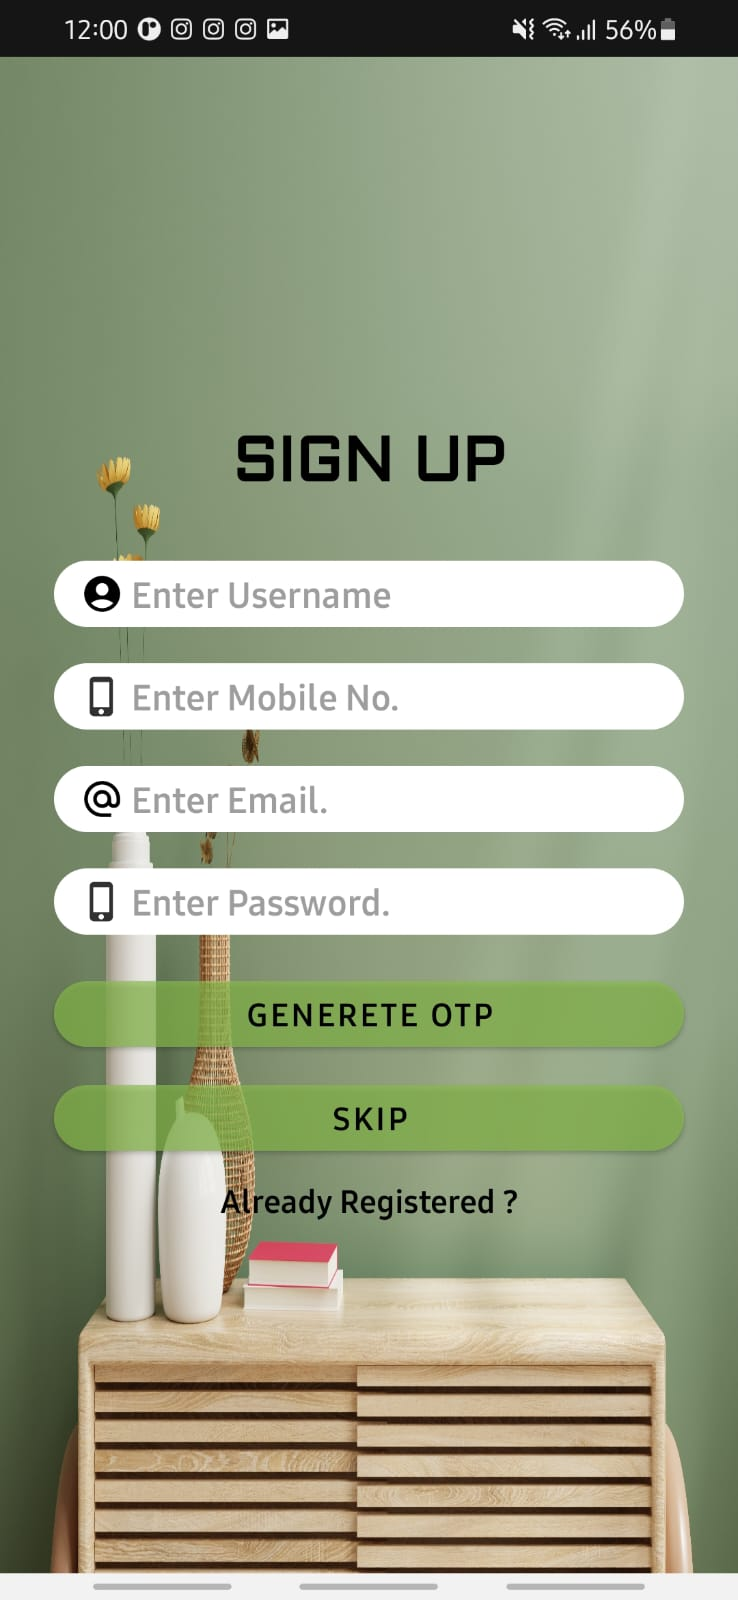 12:00 56%
SIGN UP
Enter Username
Enter Mobile No.
Enter Email.
Enter Password.
GENERETE OTP
SKIP
Already Registered ?